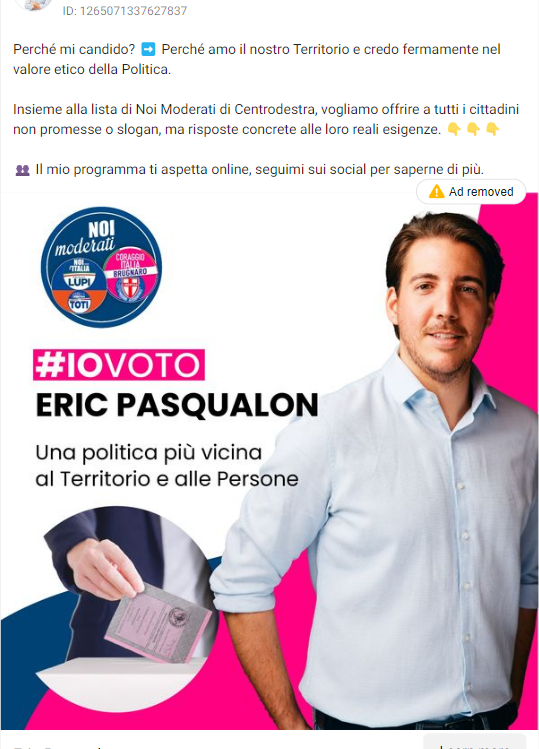 ID: 1265071337627837
Perché mi candido? ➡️ Perché amo il nostro Territorio e credo fermamente nel
valore etico della Politica.
Insieme alla lista di Noi Moderati di Centrodestra, vogliamo offrire a tutti i cittadini
non promesse o slogan, ma risposte concrete alle loro reali esigenze. 👇👇👇
👥 Il mio programma ti aspetta online, seguimi sui social per saperne di più.
Ad removed
NOI
moderati
NOI
L'ITALIA
LUPI
CORAGGIO
ITALIA
BRUGNARO
TOTI
#IOVOTO
ERIC PASQUALON
Una politica più vicina
al Territorio e alle Persone